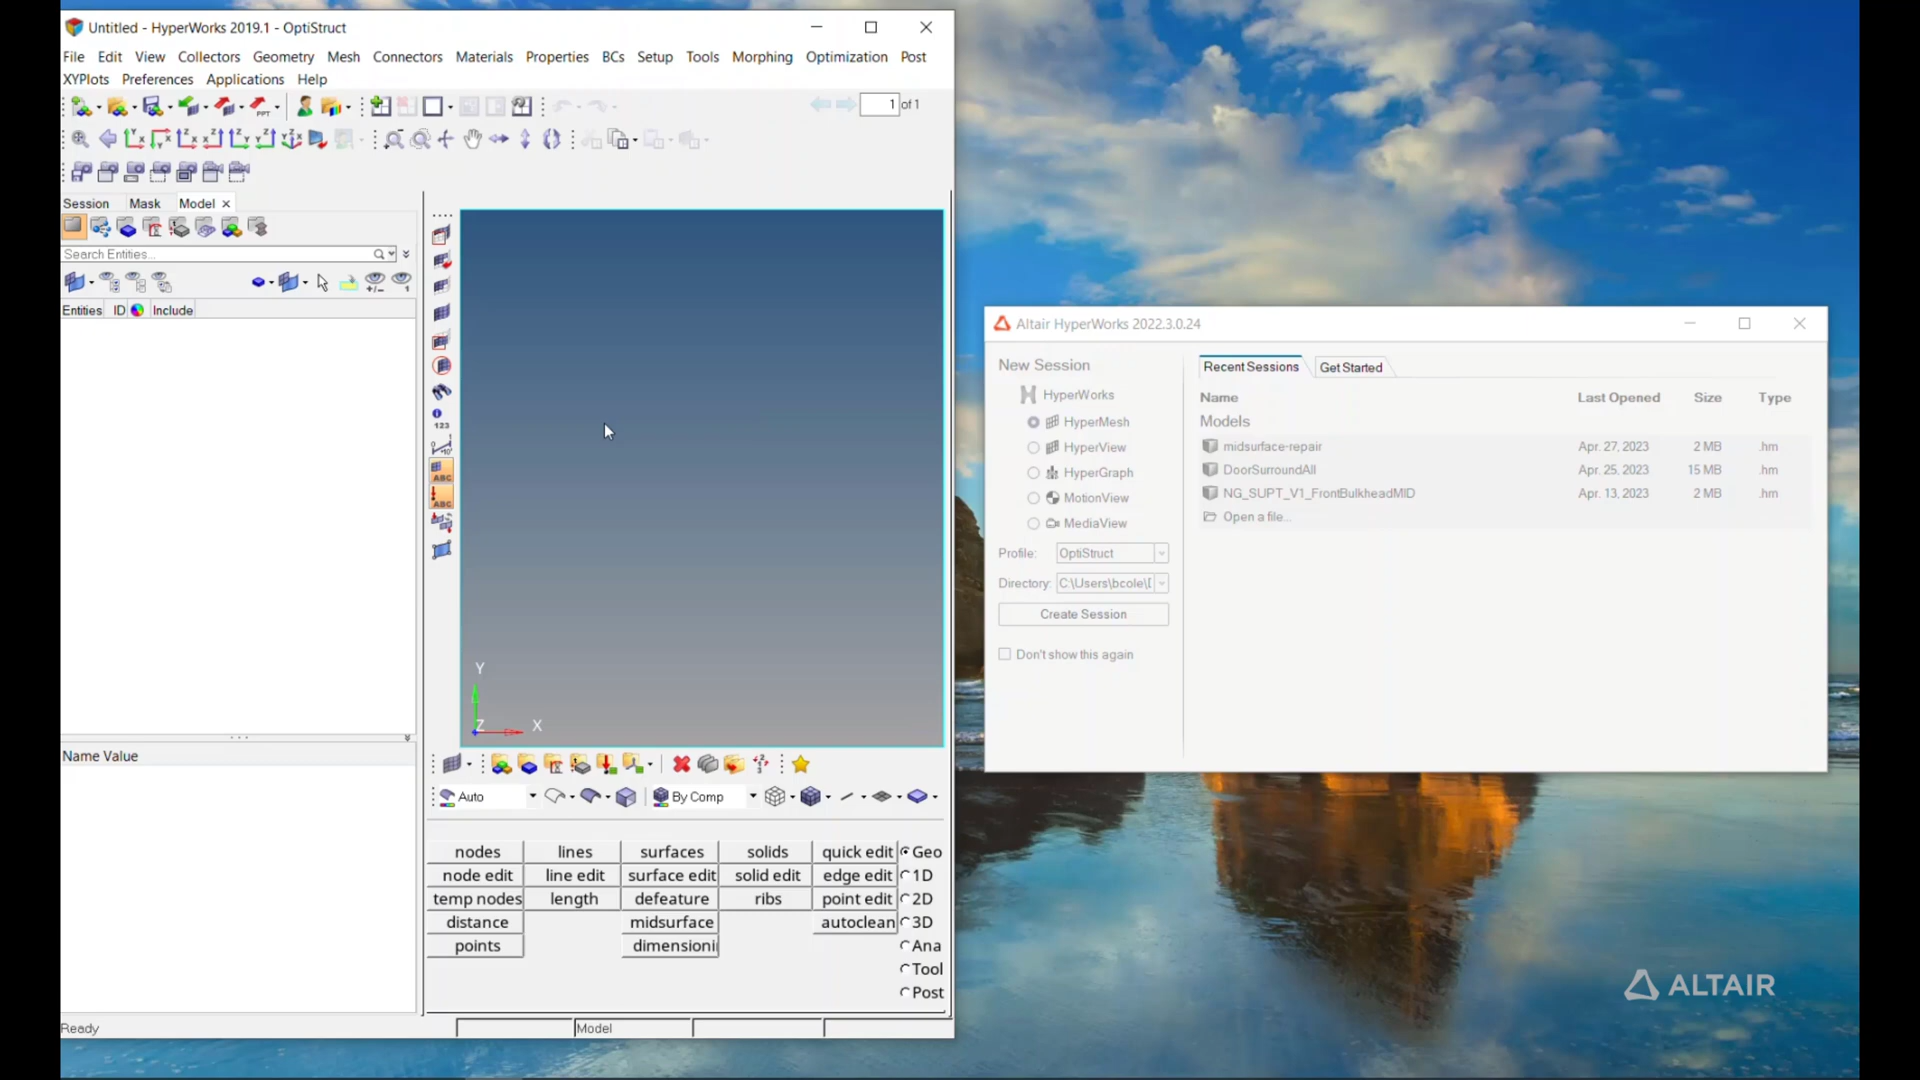 Untitled - HyperWorks 2019.1 - OptiStruct
File Edit View Collectors Geometry Mesh Connectors Materials Properties BCs Setup Tools Morphing Optimization Post
XYPlots Preferences Applications Help
1 of 1
Session Mask Model
Search Entities...
Entities ID Include
123
ABC
ABC
Y
Z X
Name Value
Auto By Comp
nodes lines surfaces solids quick edit Geo
node edit line edit surface edit solid edit edge edit 1D
temp nodes length defeature ribs point edit 2D
distance midsurface autoclean 3D
points dimensioni Ana
Tool
Post
Ready Model
Altair HyperWorks 2022.3.0.24
New Session
HyperWorks
HyperMesh
HyperView
HyperGraph
MotionView
MediaView
Profile: OptiStruct
Directory: C:\Users\bcole\[
Create Session
Don't show this again
Recent Sessions Get Started
Name Last Opened Size Type
Models
midsurface-repair Apr. 27, 2023 2 MB .hm
DoorSurroundAll Apr. 25, 2023 15 MB .hm
NG_SUPT_V1_FrontBulkheadMID Apr. 13, 2023 2 MB .hm
Open a file...
ALTAIR